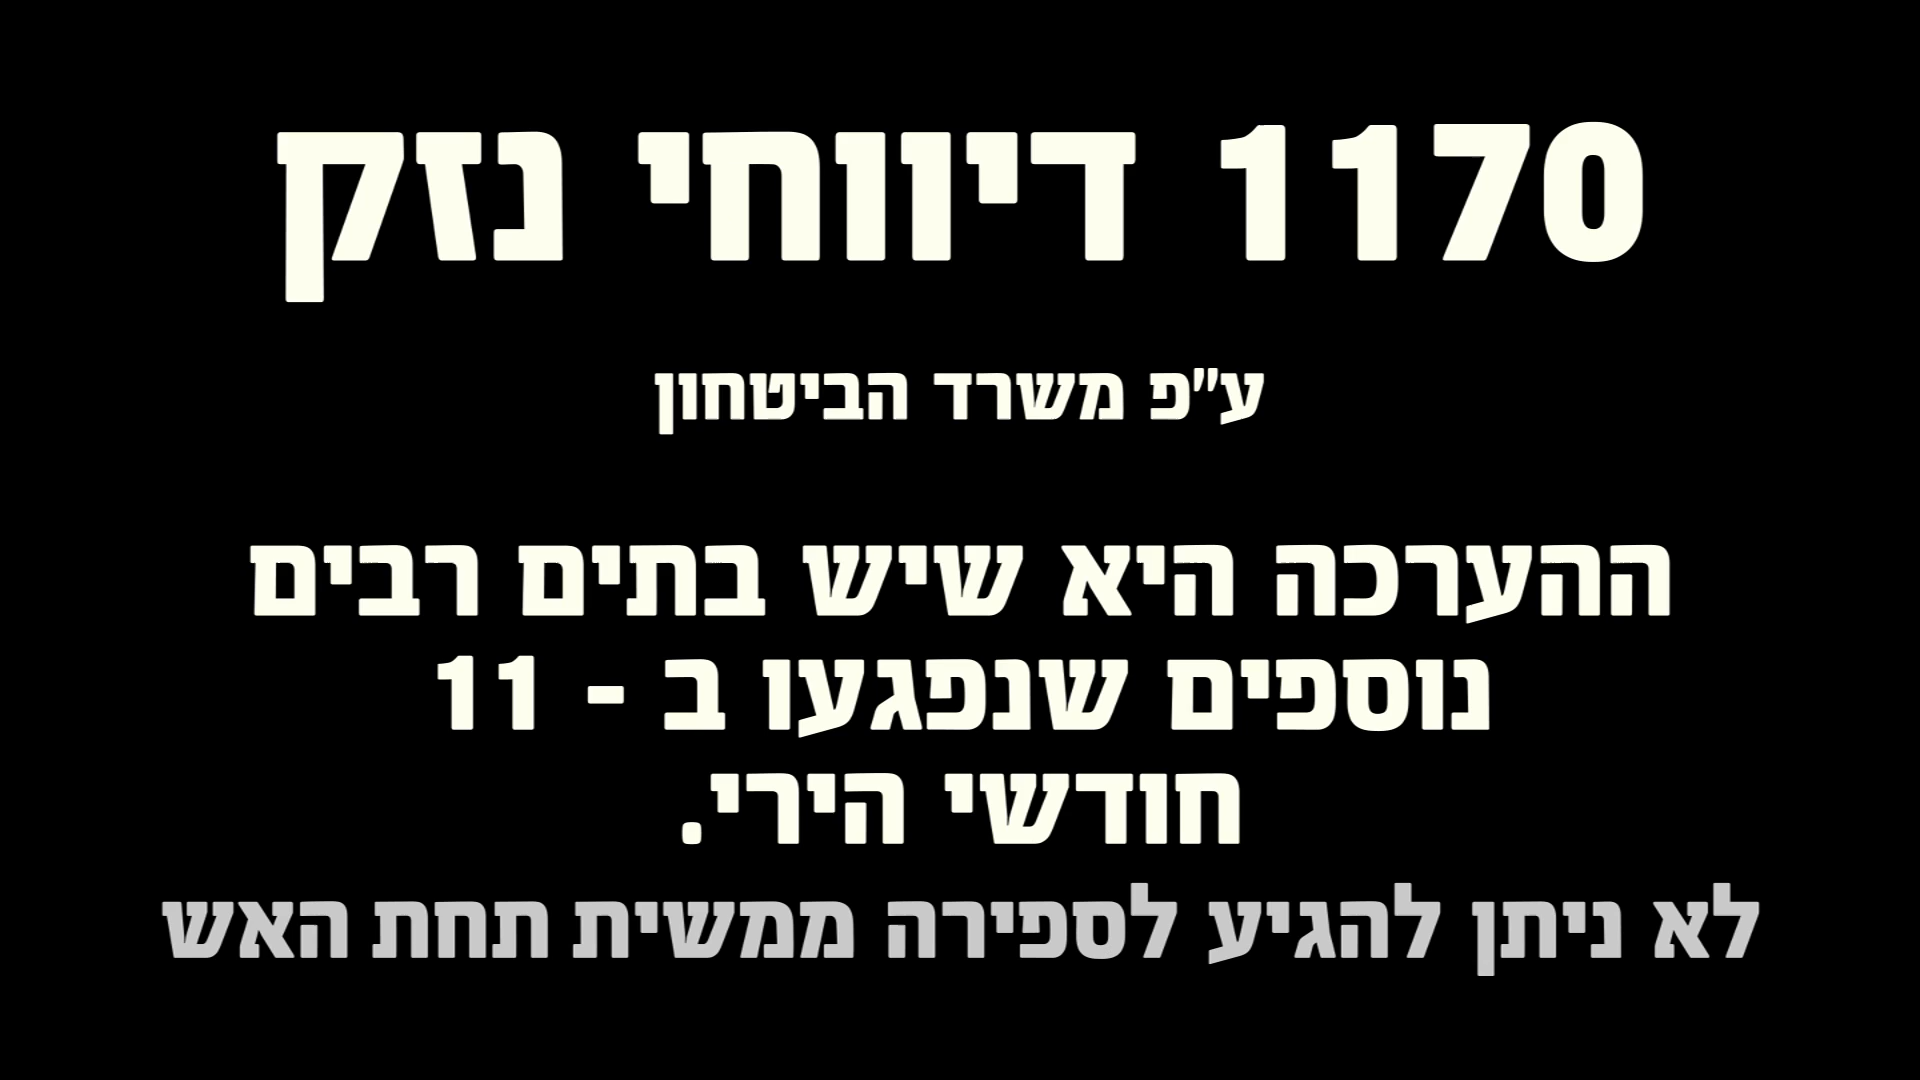 1170 דיווחי נזק
ע"פ משרד הביטחון
ההערכה היא שיש בתים רבים
נוספים שנפגעו ב - 11
חודשי הירי.
לא ניתן להגיע לספירה ממשית תחת האש